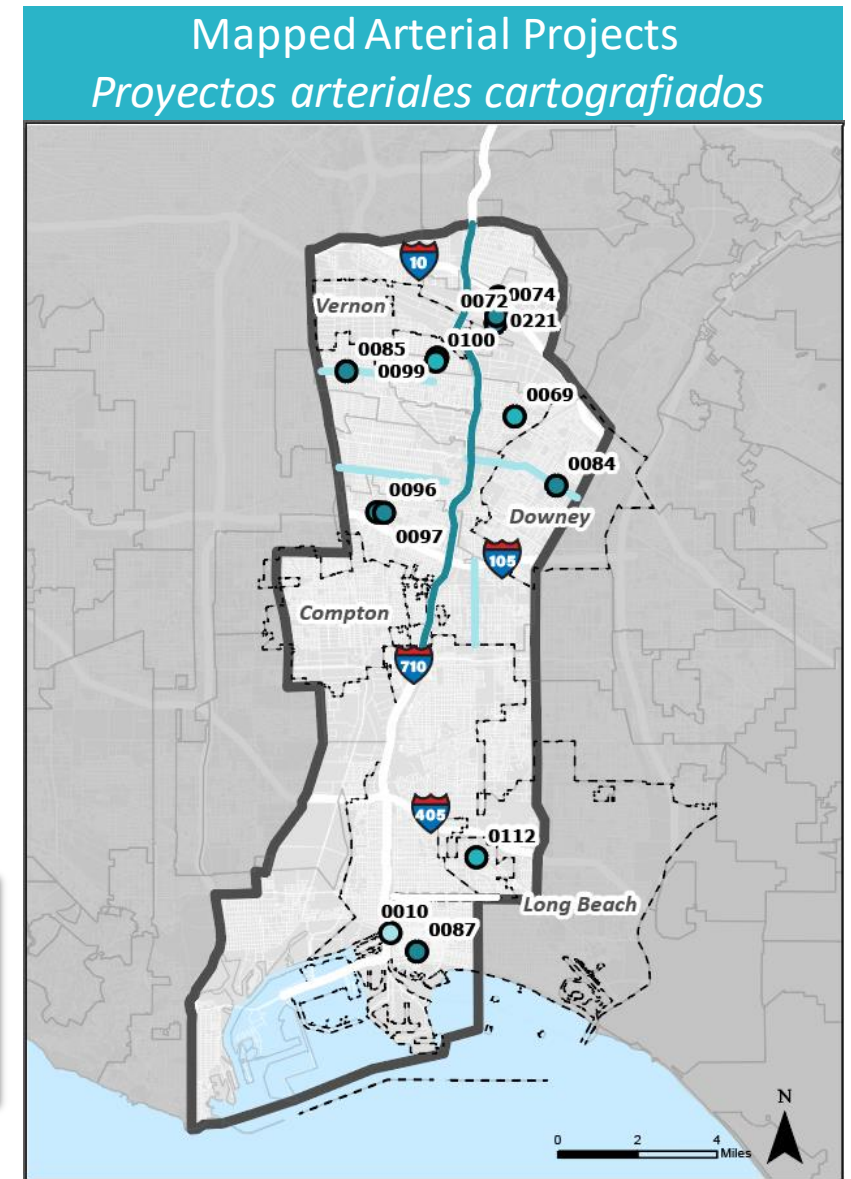 Mapped Arterial Projects
Proyectos arteriales cartografiados
10
Vernon
0072
0074
0221
0100
0085
0099
0069
0084
0096
Downey
0097
105
Compton
710
405
0112
Long Beach
0010
0087
N
0 2 4
Miles